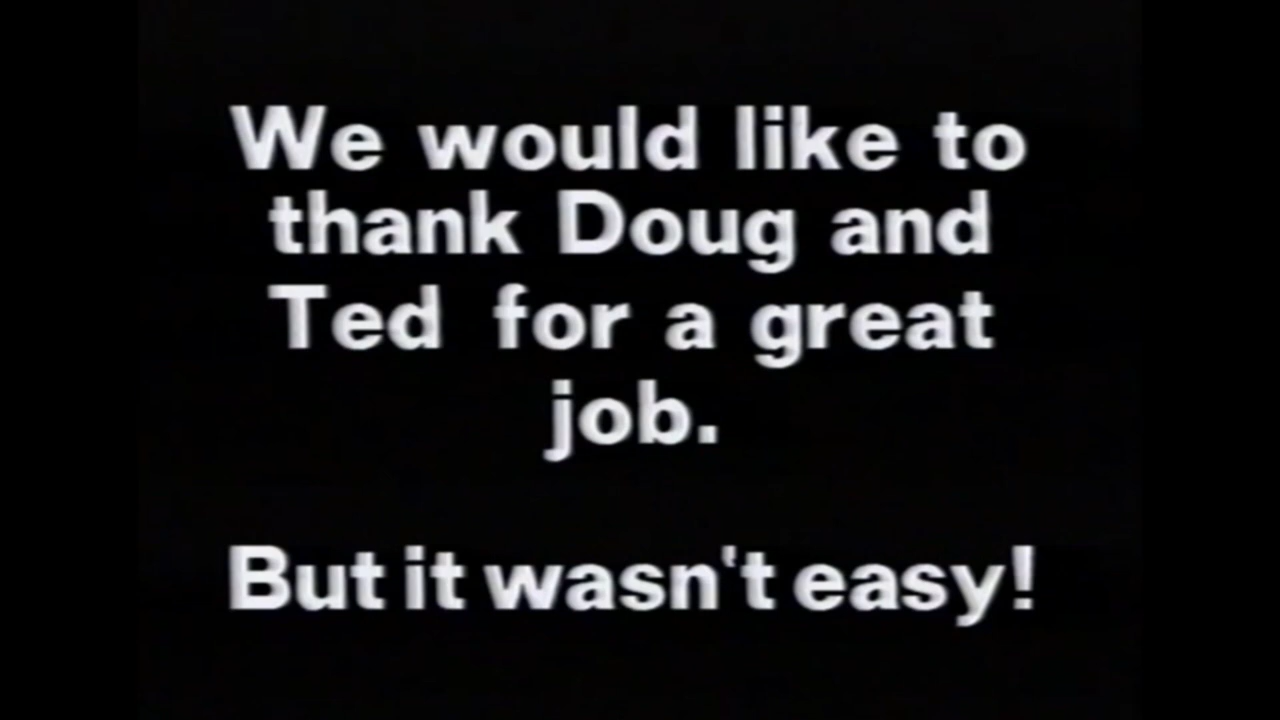 We would like to
thank Doug and
Ted for a great
job.
But it wasn't easy!